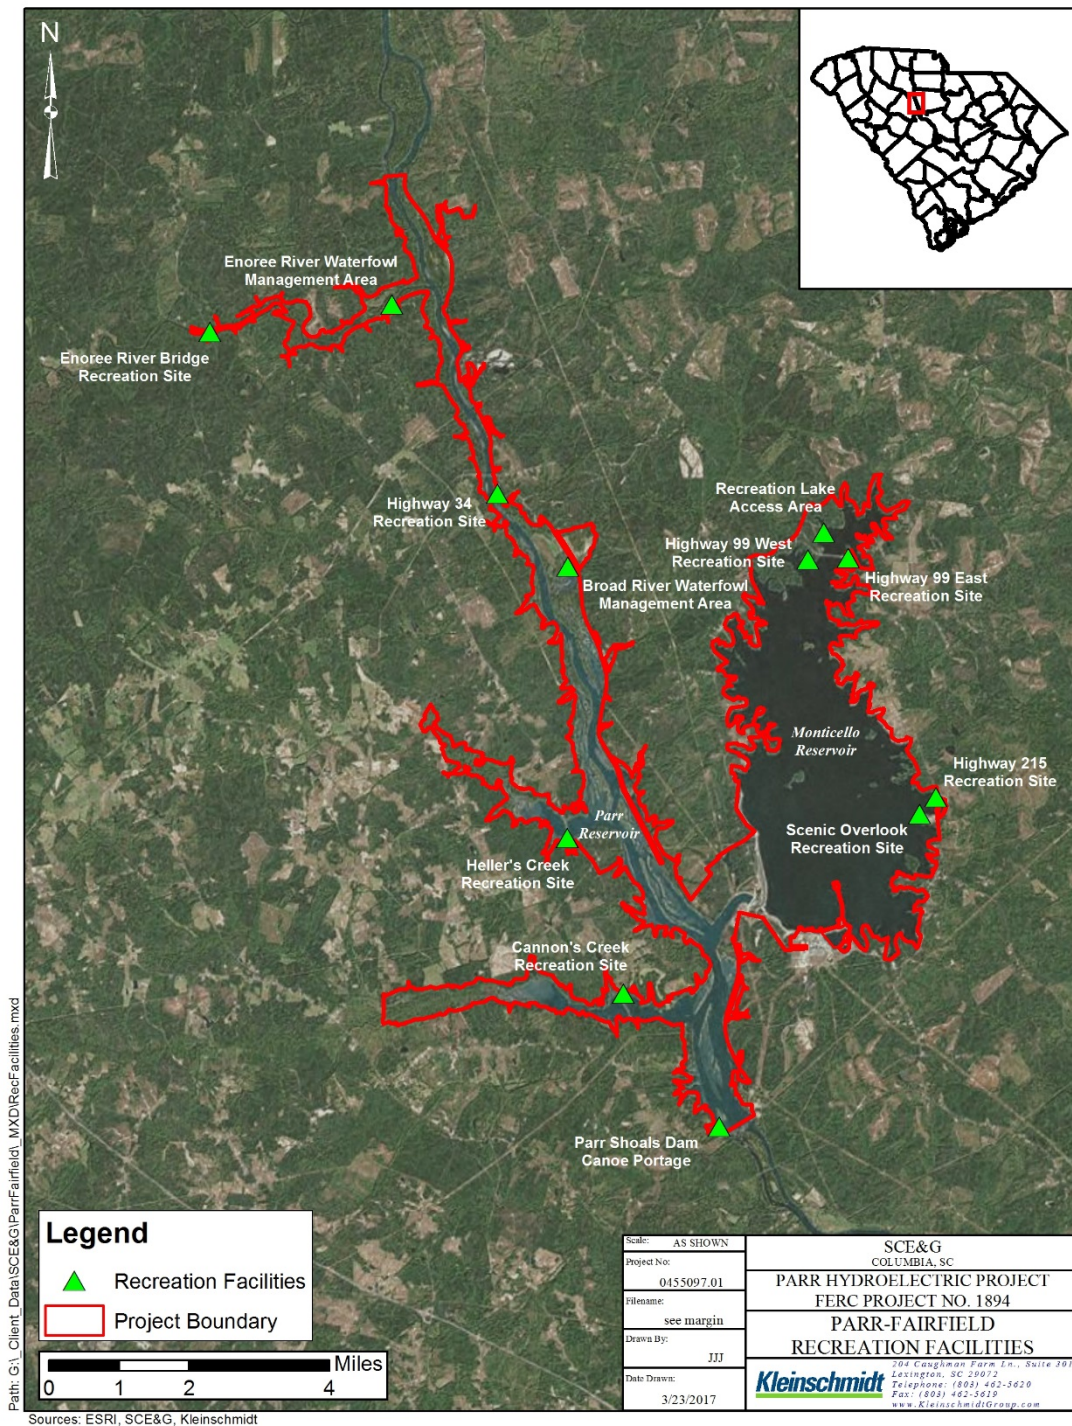 N
Enoree River Waterfowl
Management Area
Enoree River Bridge
Recreation Site
Highway 34
Recreation Site
Recreation Lake
Access Area
Highway 99 West
Recreation Site
Highway 99 East
Recreation Site
Broad River Waterfowl
Management Area
Monticello
Reservoir
Highway 215
Recreation Site
Parr
Reservoir
Scenic Overlook
Recreation Site
Heller's Creek
Recreation Site
Cannon's Creek
Recreation Site
Parr Shoals Dam
Canoe Portage
Legend
Recreation Facilities
Project Boundary
Miles
0 1 2 4
Scale: AS SHOWN
Project No:
0455097.01
Filename:
see margin
Drawn By:
JJJ
Date Drawn:
3/23/2017
SCE&G
COLUMBIA, SC
PARR HYDROELECTRIC PROJECT
FERC PROJECT NO. 1894
PARR-FAIRFIELD
RECREATION FACILITIES
Kleinschmidt
204 Caughman Farm Ln., Suite 301
Lexington, SC 29072
Telephone: (803) 462-5620
Fax: (803) 462-5619
www.KleinschmidtGroup.com
Path: G:\_Client_Data\SCE&G\ParrFairfield\_MXD\RecFacilities.mxd
Sources: ESRI, SCE&G, Kleinschmidt